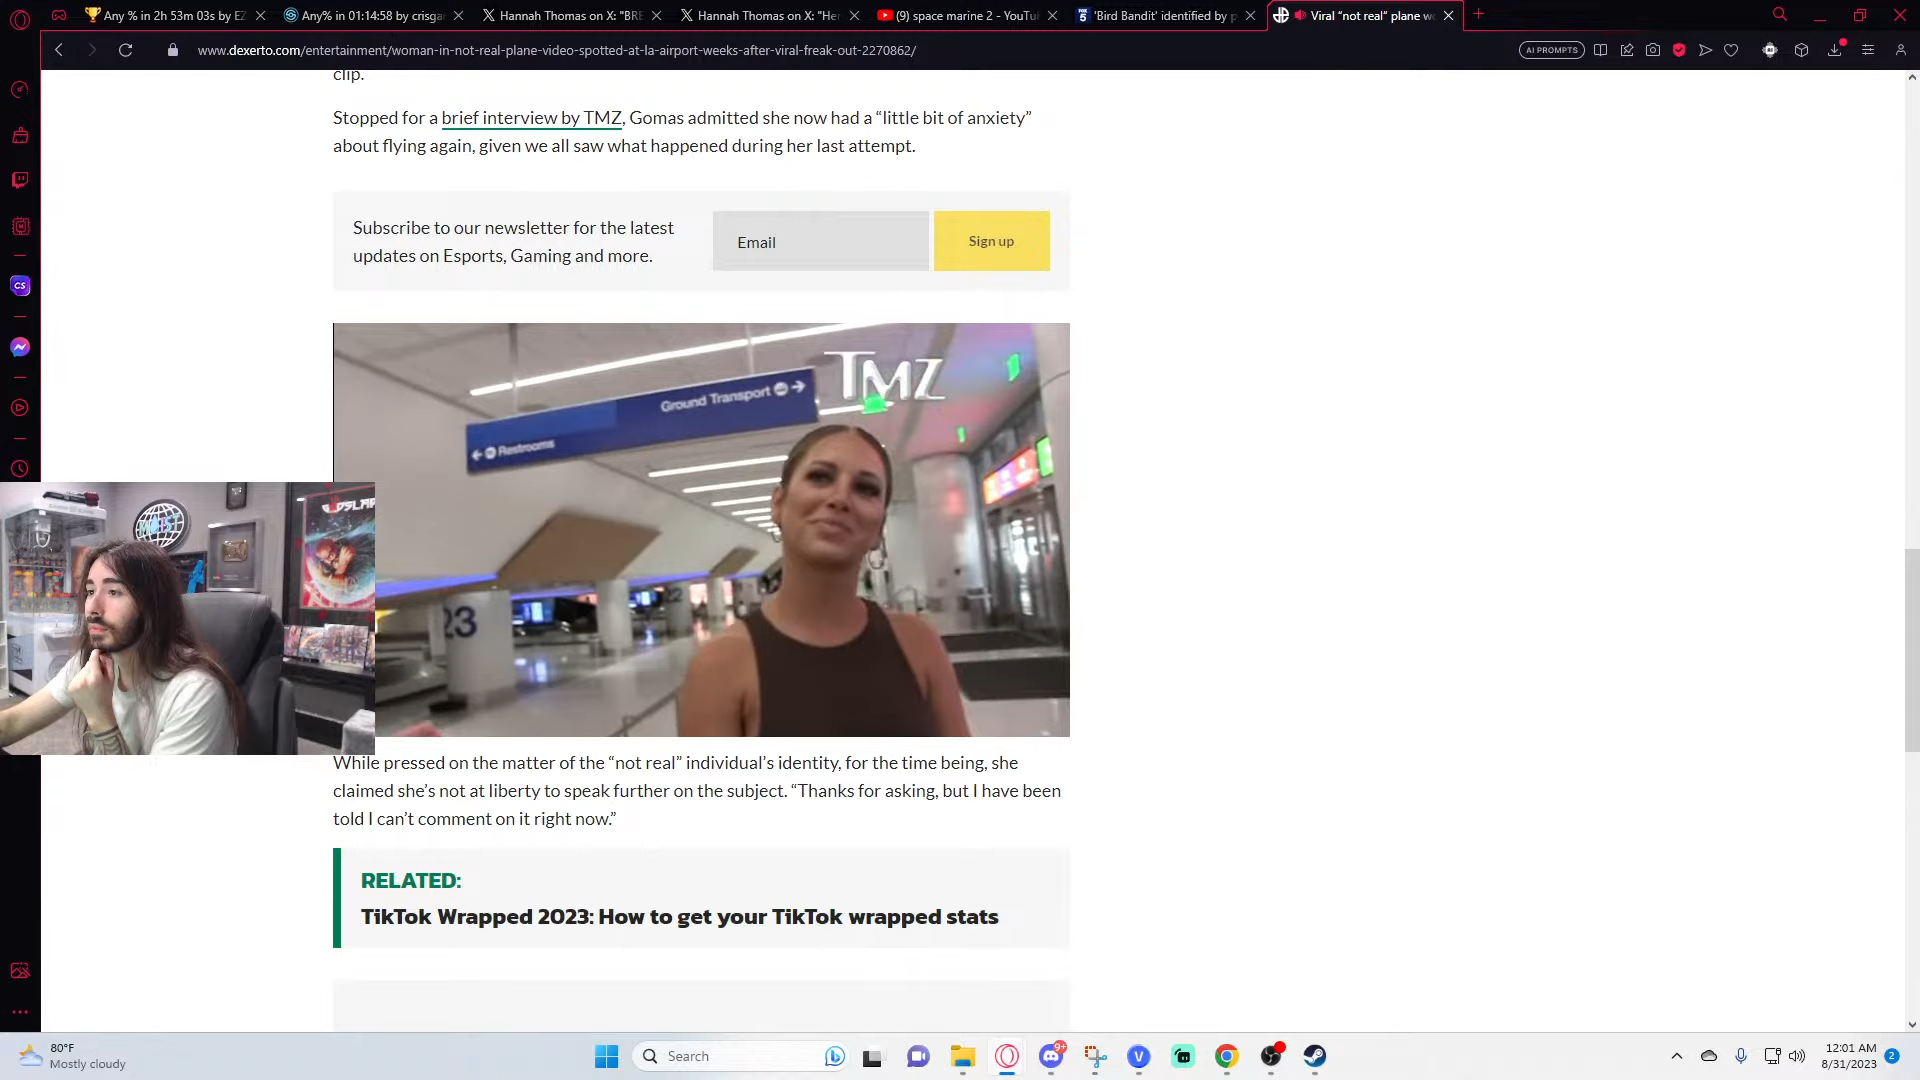 Any % in 2h 53m 03s by EZ
Any% in 01:14:58 by crisga
Hannah Thomas on X: "BRE
Hannah Thomas on X: "Her
(9) space marine 2 - YouTu
'Bird Bandit' identified by p
Viral "not real" plane wo
www.dexerto.com/entertainment/woman-in-not-real-plane-video-spotted-at-la-airport-weeks-after-viral-freak-out-2270862/
AI PROMPTS
clip.
Stopped for a brief interview by TMZ, Gomas admitted she now had a “little bit of anxiety”
about flying again, given we all saw what happened during her last attempt.
Subscribe to our newsletter for the latest
updates on Esports, Gaming and more.
Email
Sign up
TMZ
Ground Transport
Restrooms
23
22
MOIST
While pressed on the matter of the “not real” individual’s identity, for the time being, she
claimed she’s not at liberty to speak further on the subject. “Thanks for asking, but I have been
told I can’t comment on it right now.”
RELATED:
TikTok Wrapped 2023: How to get your TikTok wrapped stats
80°F
Mostly cloudy
Search
9+
12:01 AM
8/31/2023
2